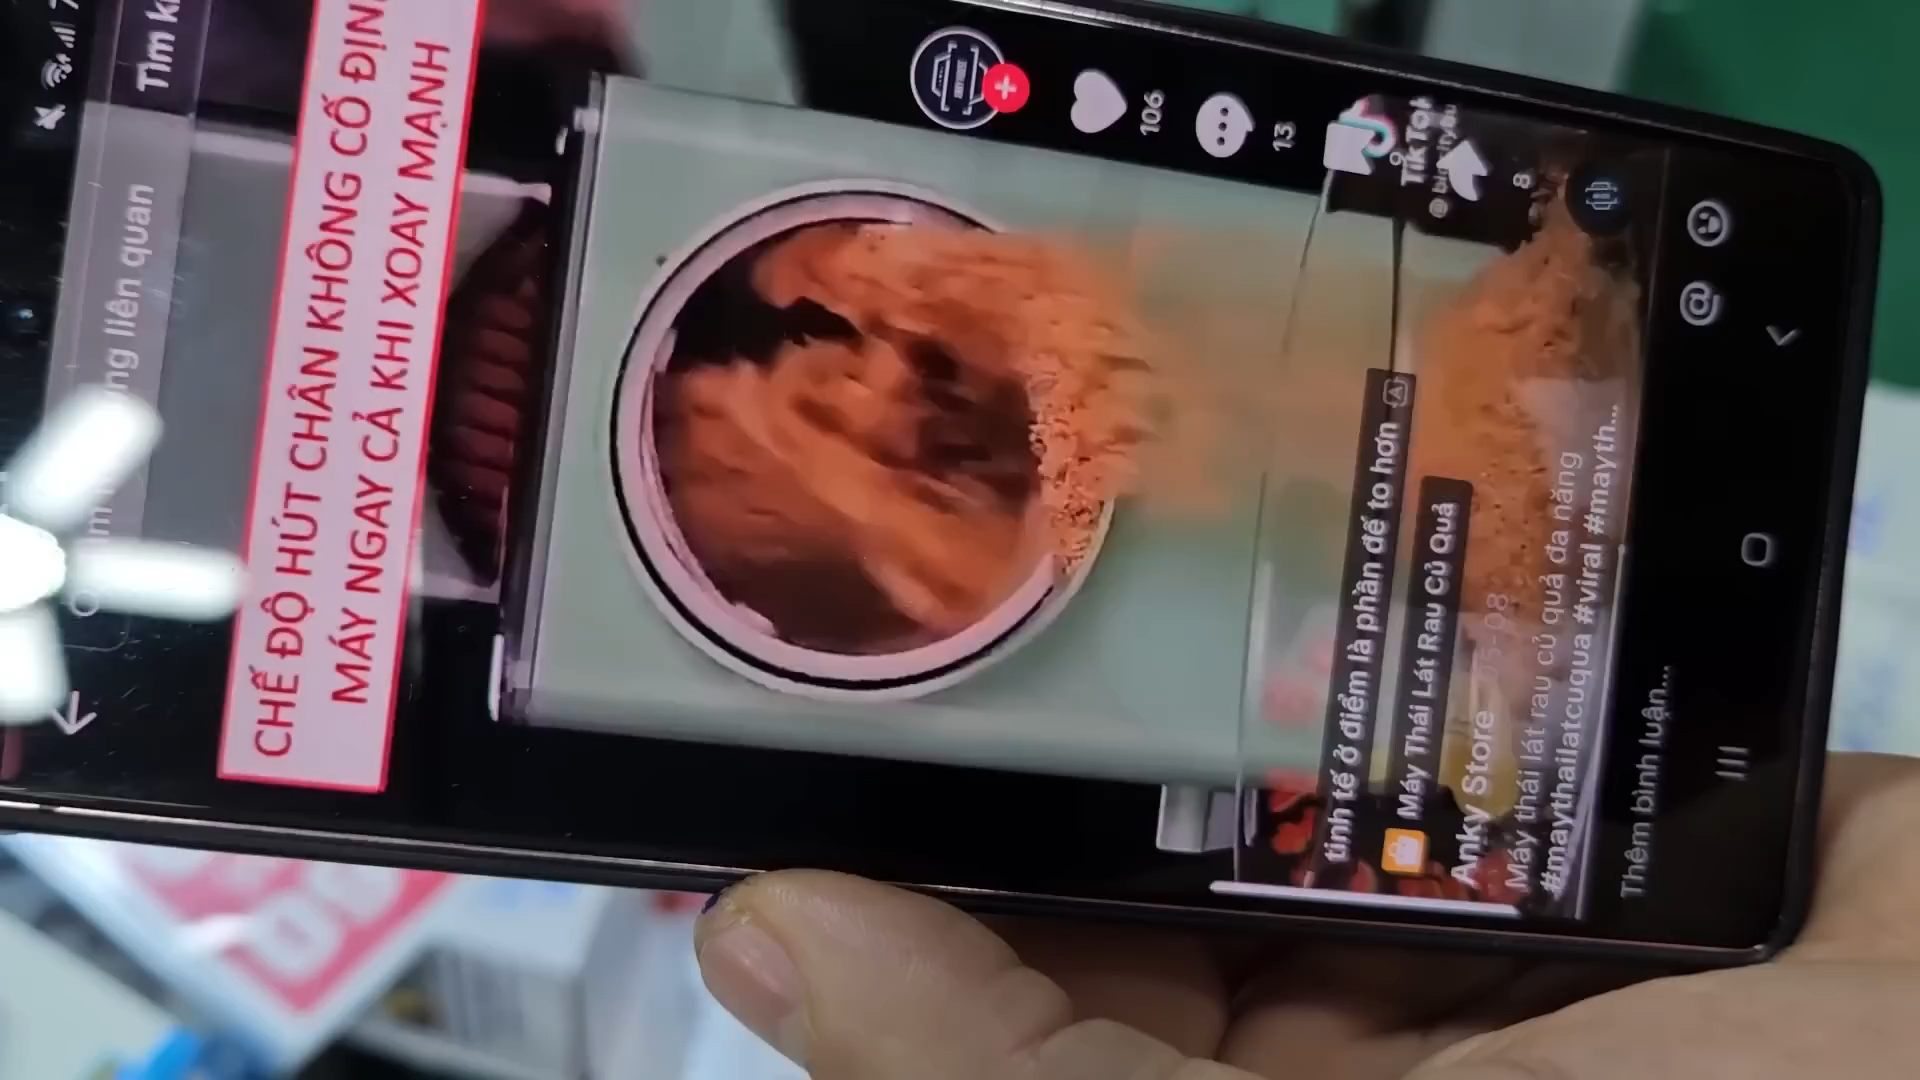 Tìm
liên quan
CHẾ ĐỘ HÚT CHÂN KHÔNG CỐ ĐỊN
MÁY NGAY CẢ KHI XOAY MẠNH
106
13
TikTok
8
tinh tế ở điểm là phần đế to hơn
Máy Thái Lát Rau Củ Quả
Anky Store
Máy thái lát rau củ quả đa năng
#maythailatcuqua #viral #mayth...
Thêm bình luận...